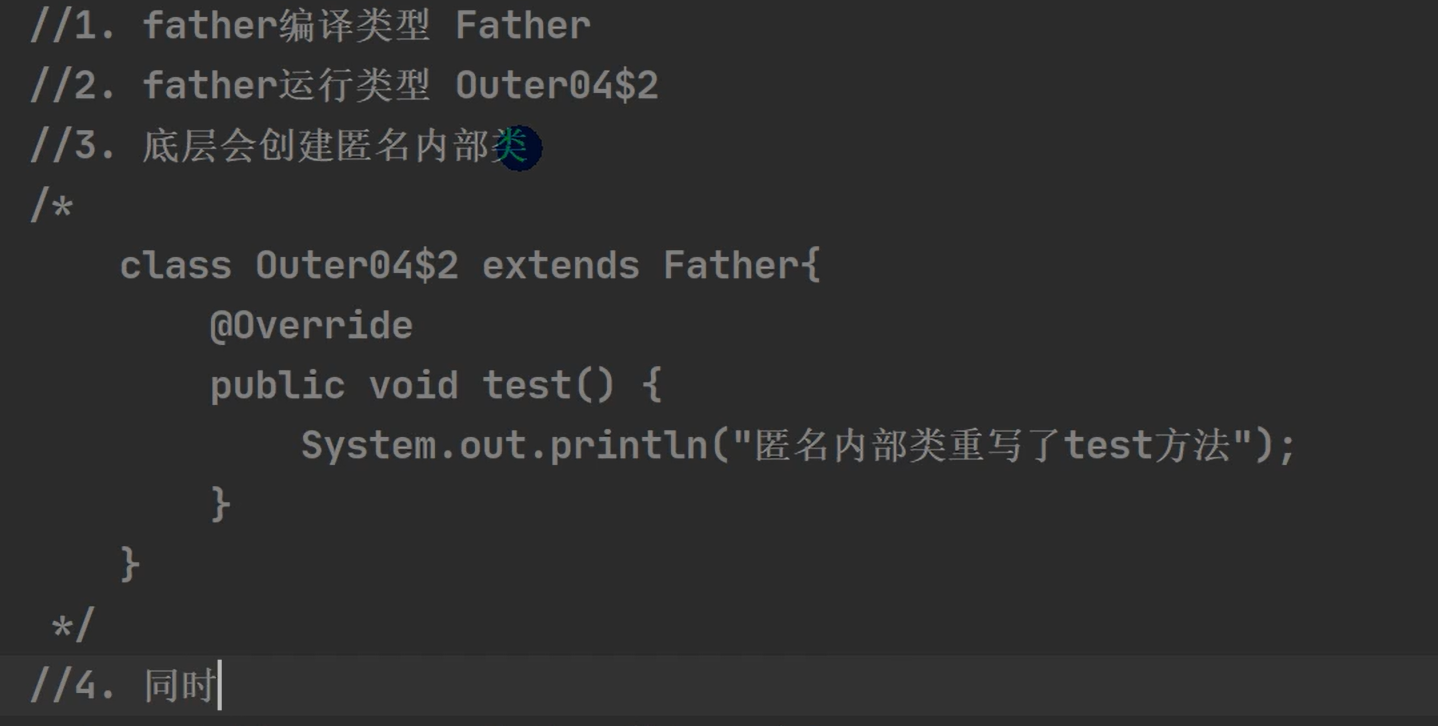 //1. father编译类型 Father
//2. father运行类型 Outer04$2
//3. 底层会创建匿名内部类
/*
class Outer04$2 extends Father{
@Override
public void test() {
System.out.println("匿名内部类重写了test方法");
}
}
*/
//4. 同时